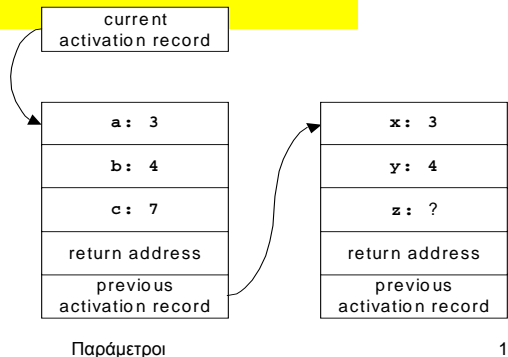 current
activation record
a: 3
b: 4
c: 7
return address
previous
activation record
x: 3
y: 4
z: ?
return address
previous
activation record
Παράμετροι
1